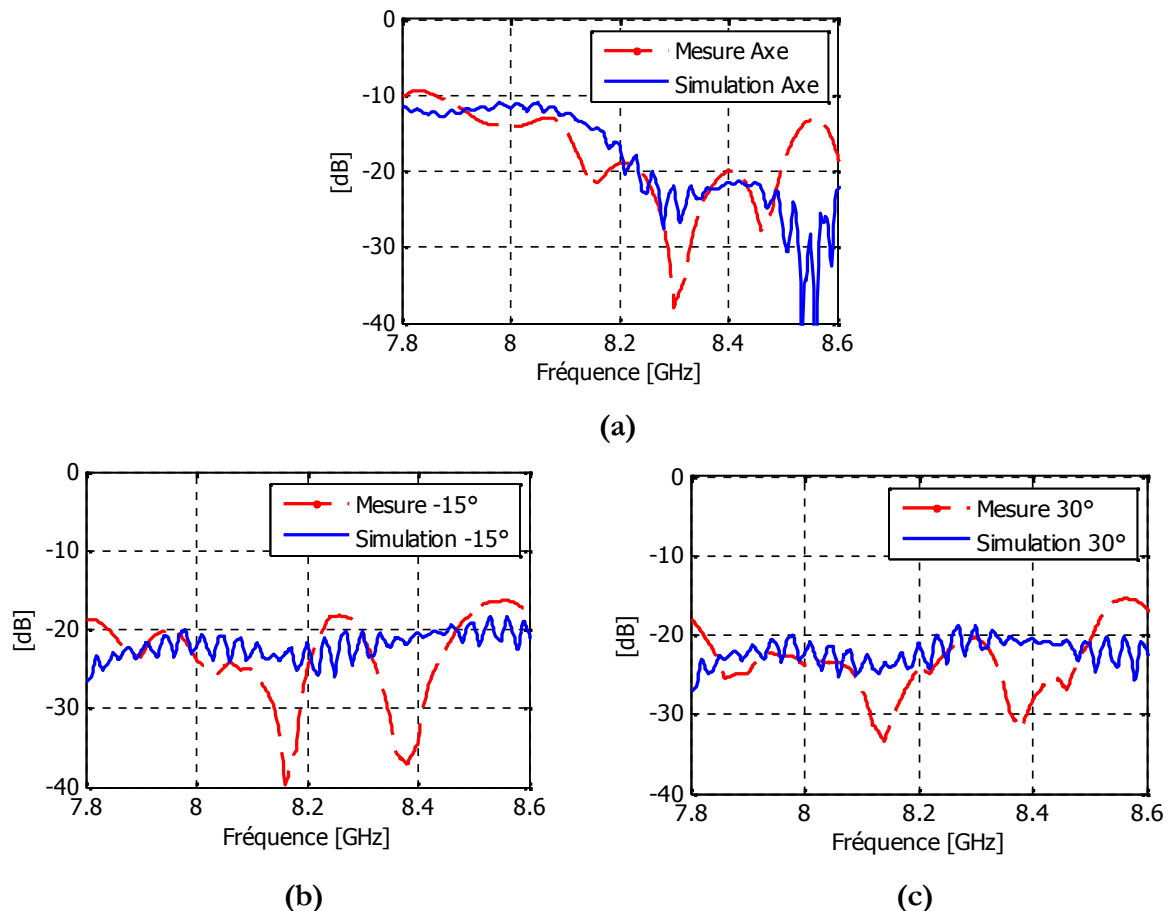 0
-10
-20
-30
-40
[dB]
Mesure Axe
Simulation Axe
7.8 8 8.2 8.4 8.6
Fréquence [GHz]
(a)
0
-10
-20
-30
-40
[dB]
Mesure -15°
Simulation -15°
7.8 8 8.2 8.4 8.6
Fréquence [GHz]
(b)
0
-10
-20
-30
-40
[dB]
Mesure 30°
Simulation 30°
7.8 8 8.2 8.4 8.6
Fréquence [GHz]
(c)